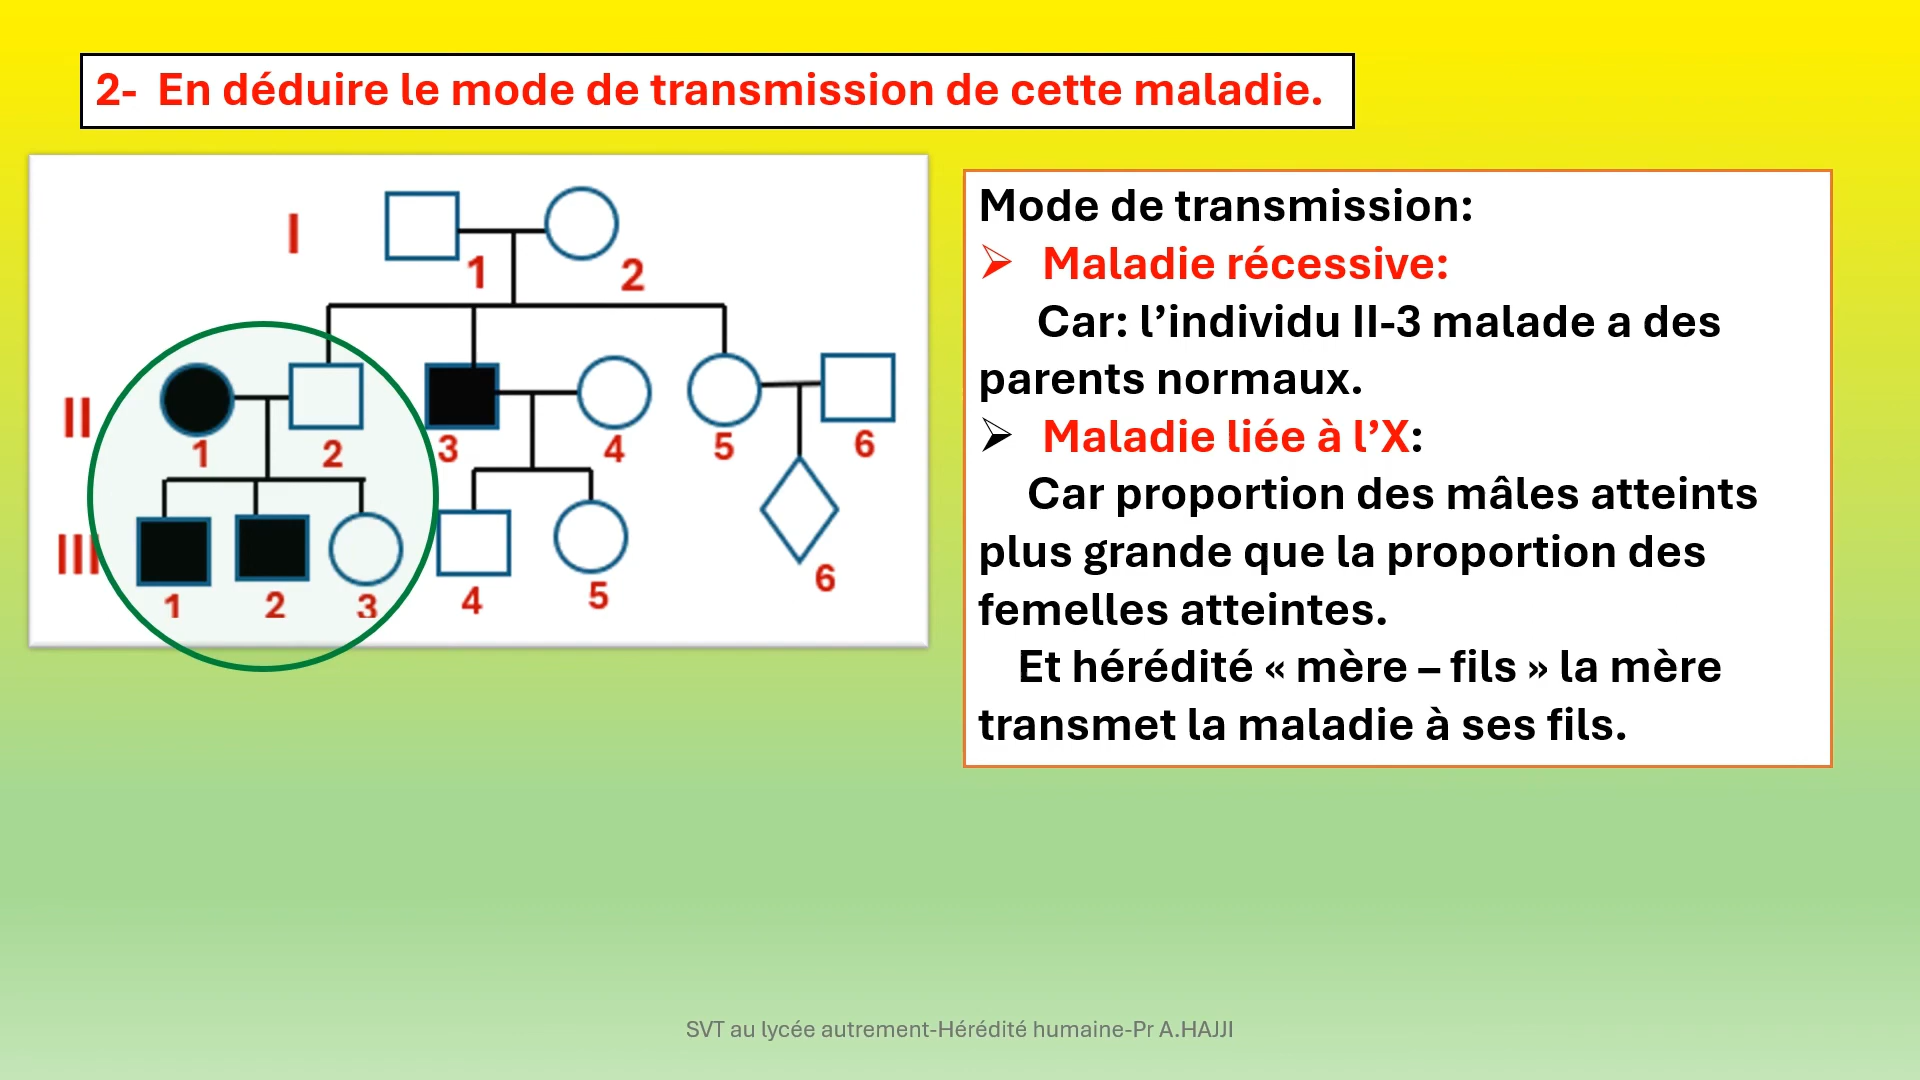 2- En déduire le mode de transmission de cette maladie.
I
1
2
II
1
2
3
4
5
6
III
1
2
3
4
5
6
Mode de transmission:
➢ Maladie récessive:
Car: l’individu II-3 malade a des
parents normaux.
➢ Maladie liée à l’X:
Car proportion des mâles atteints
plus grande que la proportion des
femelles atteintes.
Et hérédité « mère – fils » la mère
transmet la maladie à ses fils.
SVT au lycée autrement-Hérédité humaine-Pr A.HAJJI